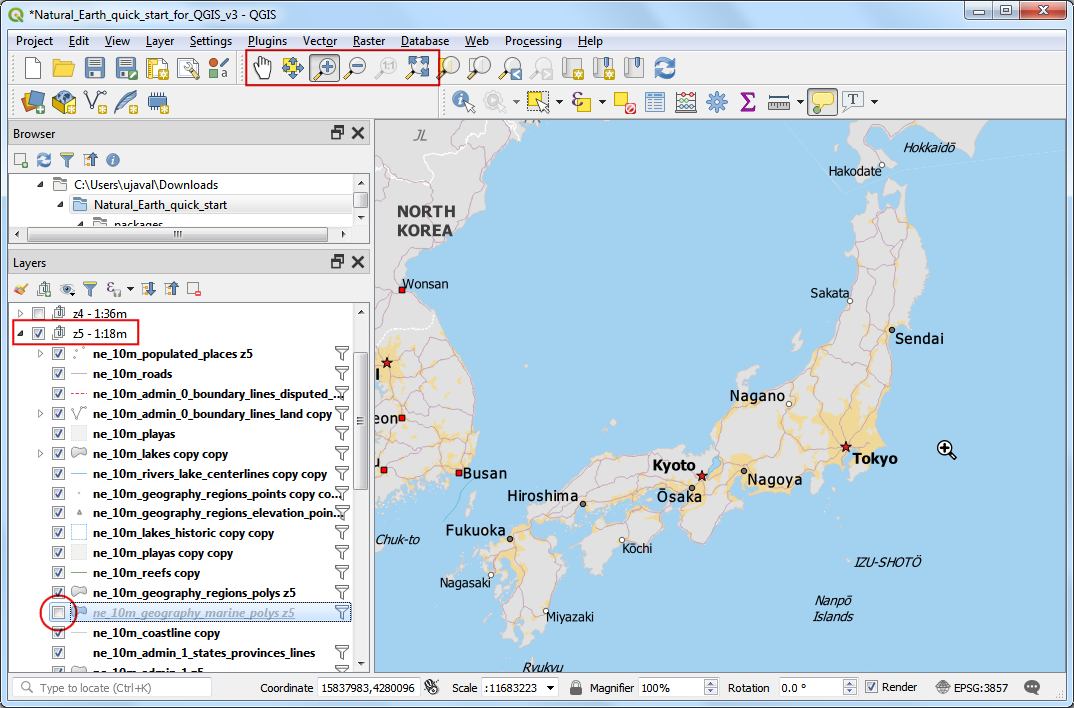 *Natural_Earth_quick_start_for_QGIS_v3 - QGIS
Project Edit View Layer Settings Plugins Vector Raster Database Web Processing Help
Browser
C:\Users\ujaval\Downloads
Natural_Earth_quick_start
packages
Layers
z4 - 1:36m
z5 - 1:18m
ne_10m_populated_places z5
ne_10m_roads
ne_10m_admin_0_boundary_lines_disputed_...
ne_10m_admin_0_boundary_lines_land copy
ne_10m_playas
ne_10m_lakes copy copy
ne_10m_rivers_lake_centerlines copy copy
ne_10m_geography_regions_points copy co...
ne_10m_geography_regions_elevation_poin...
ne_10m_lakes_historic copy copy
ne_10m_playas copy copy
ne_10m_reefs copy
ne_10m_geography_regions_polys z5
ne_10m_geography_marine_polys z5
ne_10m_coastline copy
ne_10m_admin_1_states_provinces_lines
ne_10m_admin_1 z5
JL
Hokkaidō
Hakodate
NORTH
KOREA
Wonsan
Sakata
Sendai
Nagano
eon
Tokyo
Kyoto
Busan
Nagoya
Hiroshima
Ōsaka
Fukuoka
Chuk-to
Kōchi
IZU-SHOTŌ
Nagasaki
Nanpō
Islands
Miyazaki
Ryukyu
Type to locate (Ctrl+K)
Coordinate 15837983,4280096 Scale :11683223 Magnifier 100% Rotation 0.0 ° Render EPSG:3857